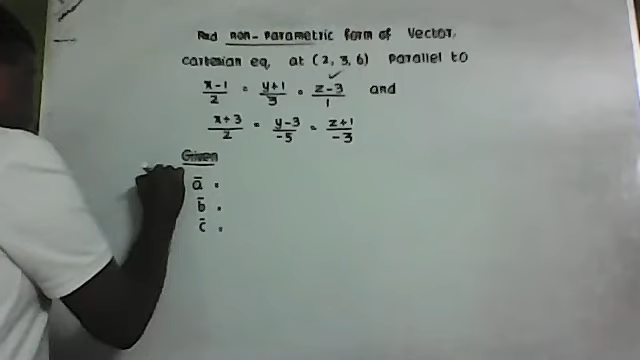 Find non-parametric form of Vector,
cartesian eq, at (2, 3, 6) parallel to
x-1/2 = y+1/3 = z-3/1 and
x+3/2 = y-3/-5 = z+1/-3
Given
a̅ =
b̅ =
c̅ =